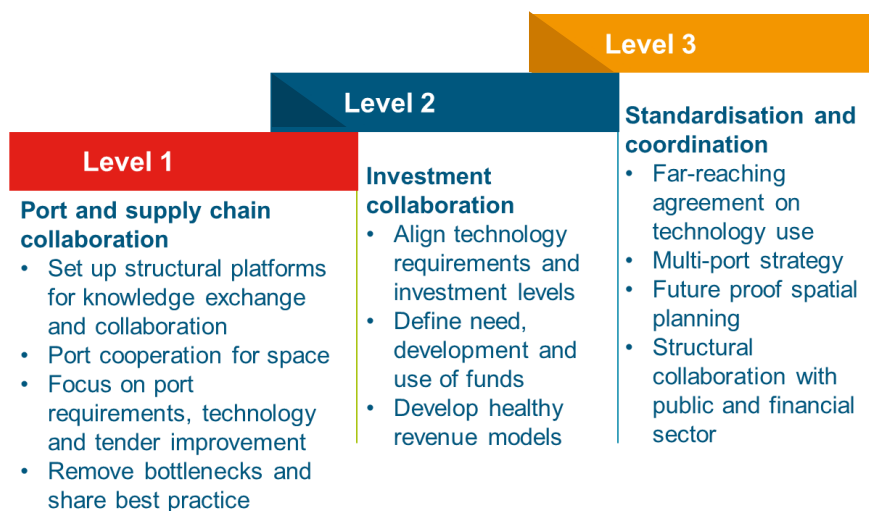 Level 1
Port and supply chain
collaboration
• Set up structural platforms
for knowledge exchange
and collaboration
• Port cooperation for space
• Focus on port
requirements, technology
and tender improvement
• Remove bottlenecks and
share best practice
Level 2
Investment
collaboration
• Align technology
requirements and
investment levels
• Define need,
development and
use of funds
• Develop healthy
revenue models
Level 3
Standardisation and
coordination
• Far-reaching
agreement on
technology use
• Multi-port strategy
• Future proof spatial
planning
• Structural
collaboration with
public and financial
sector